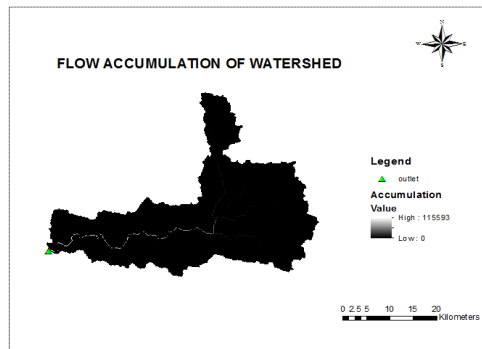 N
W E
S
FLOW ACCUMULATION OF WATERSHED
Legend
outlet
Accumulation
Value
High : 115593
Low : 0
0 2.5 5 10 15 20
Kilometers